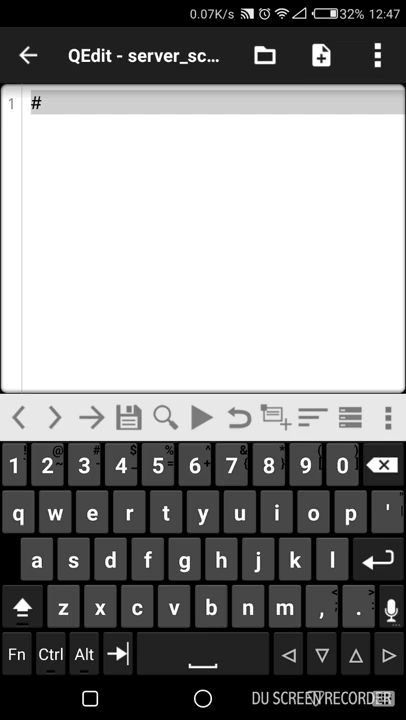 0.07K/s 32% 12:47
QEdit - server_sc...
1 #
1 2 3 4 5 6 7 8 9 0
q w e r t y u i o p '
a s d f g h j k l
z x c v b n m , .
Fn Ctrl Alt
DU SCREEN RECORDER